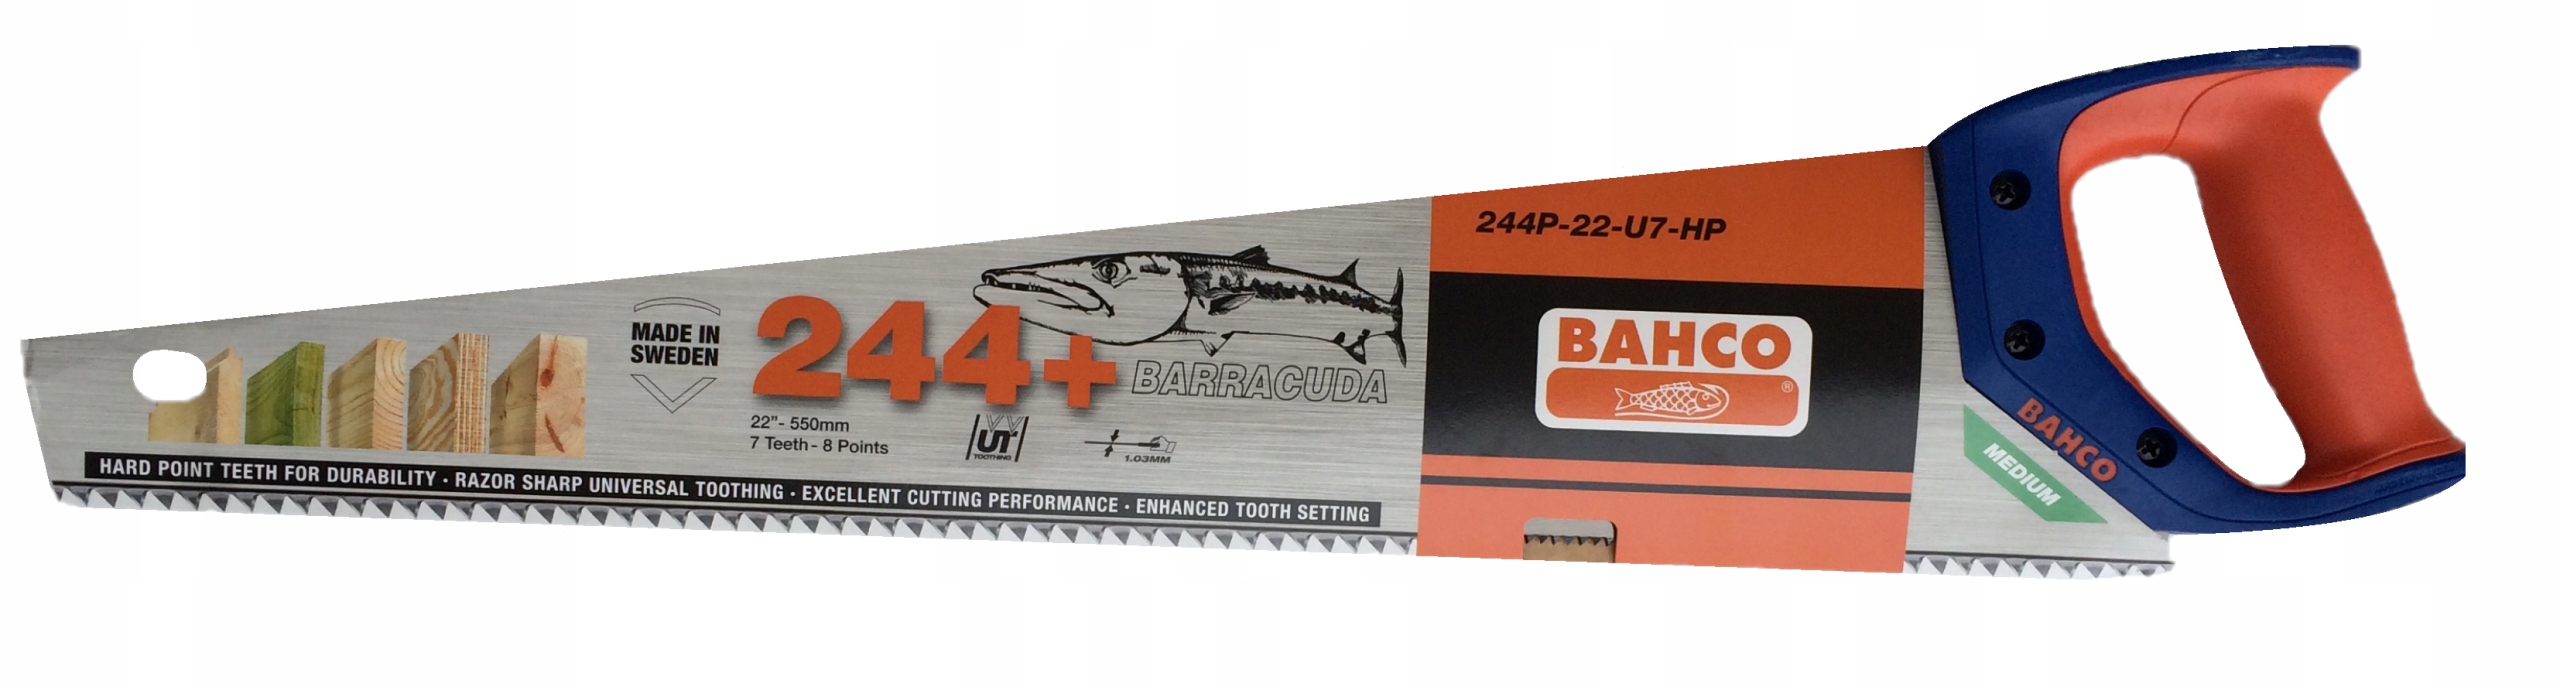 MADE IN
SWEDEN
244+
BARRACUDA
22”- 550mm
7 Teeth - 8 Points
UT
TOOTHING
1.03MM
HARD POINT TEETH FOR DURABILITY · RAZOR SHARP UNIVERSAL TOOTHING · EXCELLENT CUTTING PERFORMANCE · ENHANCED TOOTH SETTING
244P-22-U7-HP
BAHCO
®
BAHCO
MEDIUM